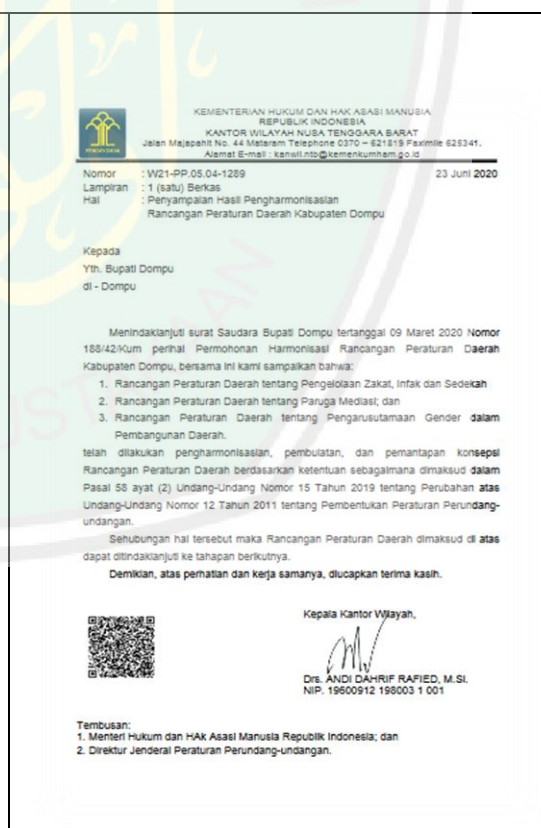 KEMENTERIAN HUKUM DAN HAK ASASI MANUSIA
REPUBLIK INDONESIA
KANTOR WILAYAH NUSA TENGGARA BARAT
Jalan Majapahit No. 44 Mataram Telephone 0370 – 621819 Faximile 625341.
Alamat E-mail : kanwil.ntb@kemenkumham.go.id
PENGAYOMAN
Nomor : W21-PP.05.04-1289 23 Juni 2020
Lampiran : 1 (satu) Berkas
Hal : Penyampaian Hasil Pengharmonisasian
Rancangan Peraturan Daerah Kabupaten Dompu
Kepada
Yth. Bupati Dompu
di - Dompu
Menindaklanjuti surat Saudara Bupati Dompu tertanggal 09 Maret 2020 Nomor
188/42/Kum perihal Permohonan Harmonisasi Rancangan Peraturan Daerah
Kabupaten Dompu, bersama ini kami sampaikan bahwa:
1. Rancangan Peraturan Daerah tentang Pengelolaan Zakat, Infak dan Sedekah
2. Rancangan Peraturan Daerah tentang Paruga Mediasi; dan
3. Rancangan Peraturan Daerah tentang Pengarusutamaan Gender dalam
Pembangunan Daerah.
telah dilakukan pengharmonisasian, pembulatan, dan pemantapan konsepsi
Rancangan Peraturan Daerah berdasarkan ketentuan sebagaimana dimaksud dalam
Pasal 58 ayat (2) Undang-Undang Nomor 15 Tahun 2019 tentang Perubahan atas
Undang-Undang Nomor 12 Tahun 2011 tentang Pembentukan Peraturan Perundang-
undangan.
Sehubungan hal tersebut maka Rancangan Peraturan Daerah dimaksud di atas
dapat ditindaklanjuti ke tahapan berikutnya.
Demikian, atas perhatian dan kerja samanya, diucapkan terima kasih.
Kepala Kantor Wilayah,
Drs. ANDI DAHRIF RAFIED, M.SI.
NIP. 19600912 198003 1 001
Tembusan:
1. Menteri Hukum dan HAk Asasi Manusia Republik Indonesia; dan
2. Direktur Jenderal Peraturan Perundang-undangan.